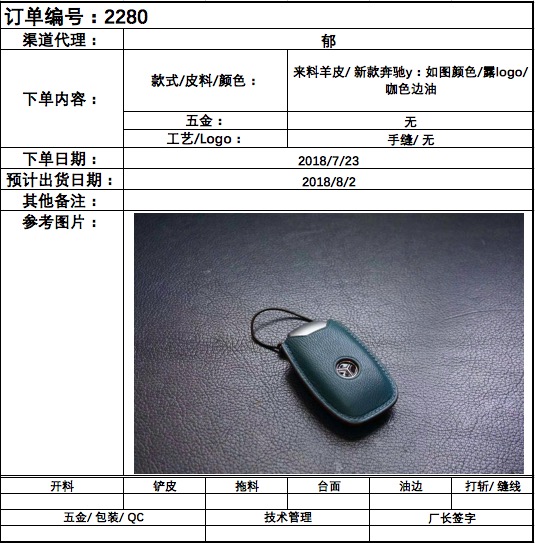 订单编号：2280
渠道代理： 郁
下单内容：
款式/皮料/颜色： 来料羊皮/ 新款奔驰y：如图颜色/露logo/
咖色边油
五金： 无
工艺/Logo： 手缝/ 无
下单日期： 2018/7/23
预计出货日期： 2018/8/2
其他备注：
参考图片：
开料 铲皮 拖料 台面 油边 打斩/ 缝线
五金/ 包装/ QC 技术管理 厂长签字